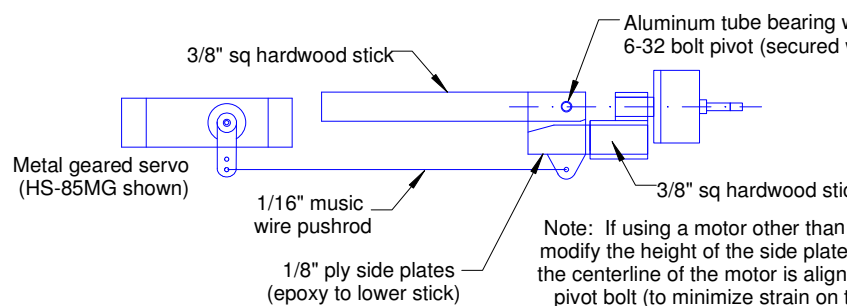 Aluminum tube bearing
6-32 bolt pivot (secured
3/8" sq hardwood stick
Metal geared servo
(HS-85MG shown)
1/16" music
wire pushrod
3/8" sq hardwood
1/8" ply side plates
(epoxy to lower stick)
Note: If using a motor other than
modify the height of the side plate
the centerline of the motor is align
pivot bolt (to minimize strain on